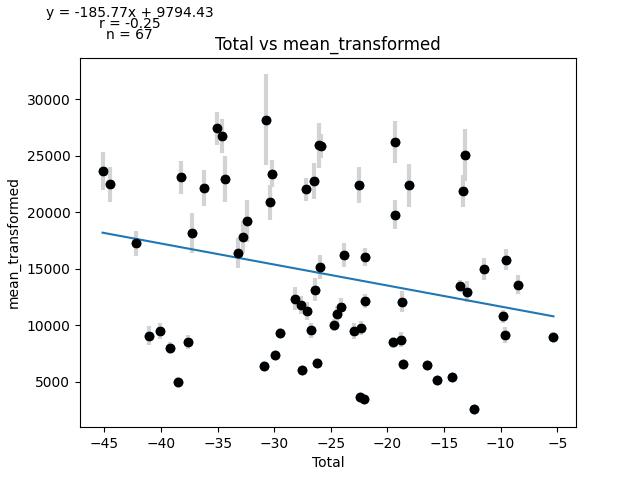 y = -185.77x + 9794.43
r = -0.25
n = 67
Total vs mean_transformed
30000
25000
20000
15000
10000
5000
mean_transformed
−45 −40 −35 −30 −25 −20 −15 −10 −5
Total